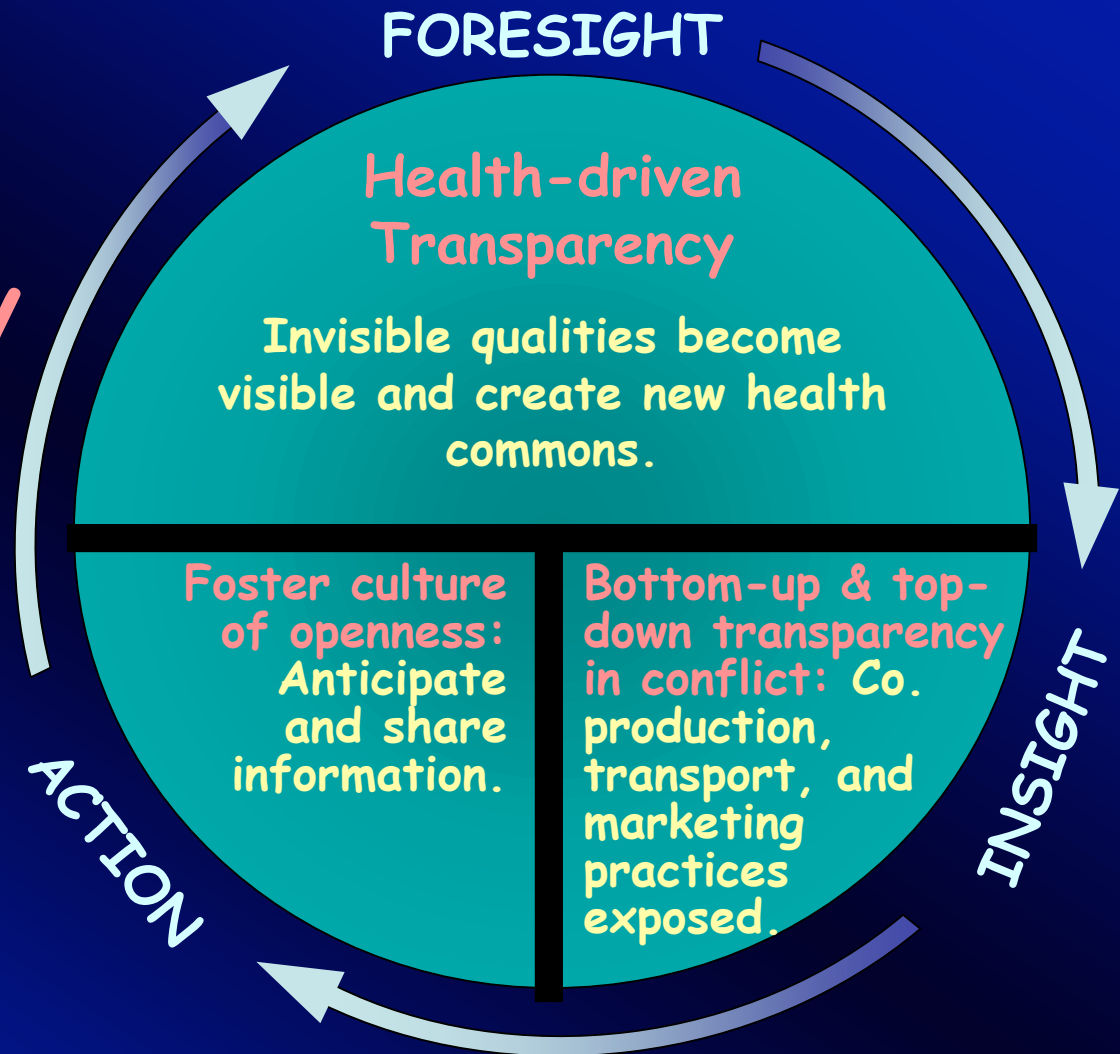 FORESIGHT
Health-driven
Transparency
Invisible qualities become
visible and create new health
commons.
Foster culture
of openness:
Anticipate
and share
information.
Bottom-up & top-
down transparency
in conflict: Co.
production,
transport, and
marketing
practices
exposed.
INSIGHT
ACTION